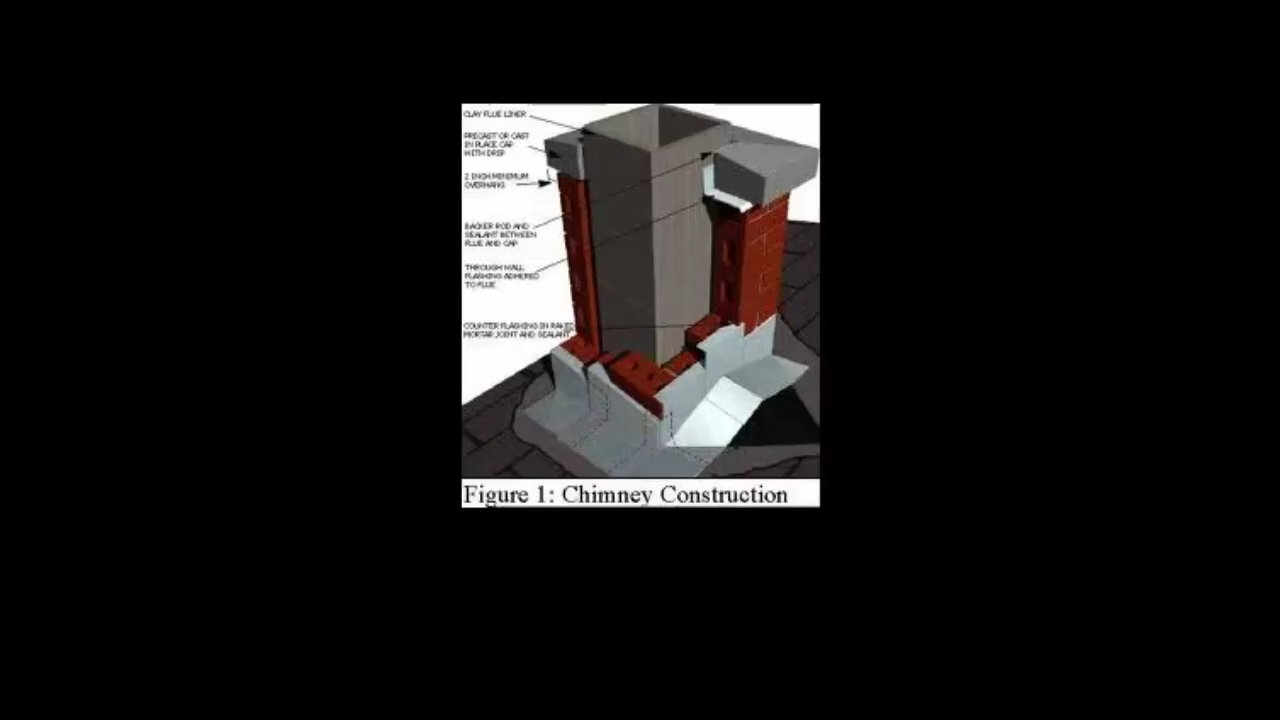 CLAY FLUE LINER
PRECAST OR CAST
IN PLACE CAP
WITH DRIP
2 INCH MINIMUM
OVERHANG
BACKER ROD AND
SEALANT BETWEEN
FLUE AND CAP
THROUGH WALL
FLASHING ADHERED
TO FLUE
COUNTER FLASHING IN RAKED
MORTAR JOINT AND SEALANT
Figure 1: Chimney Construction